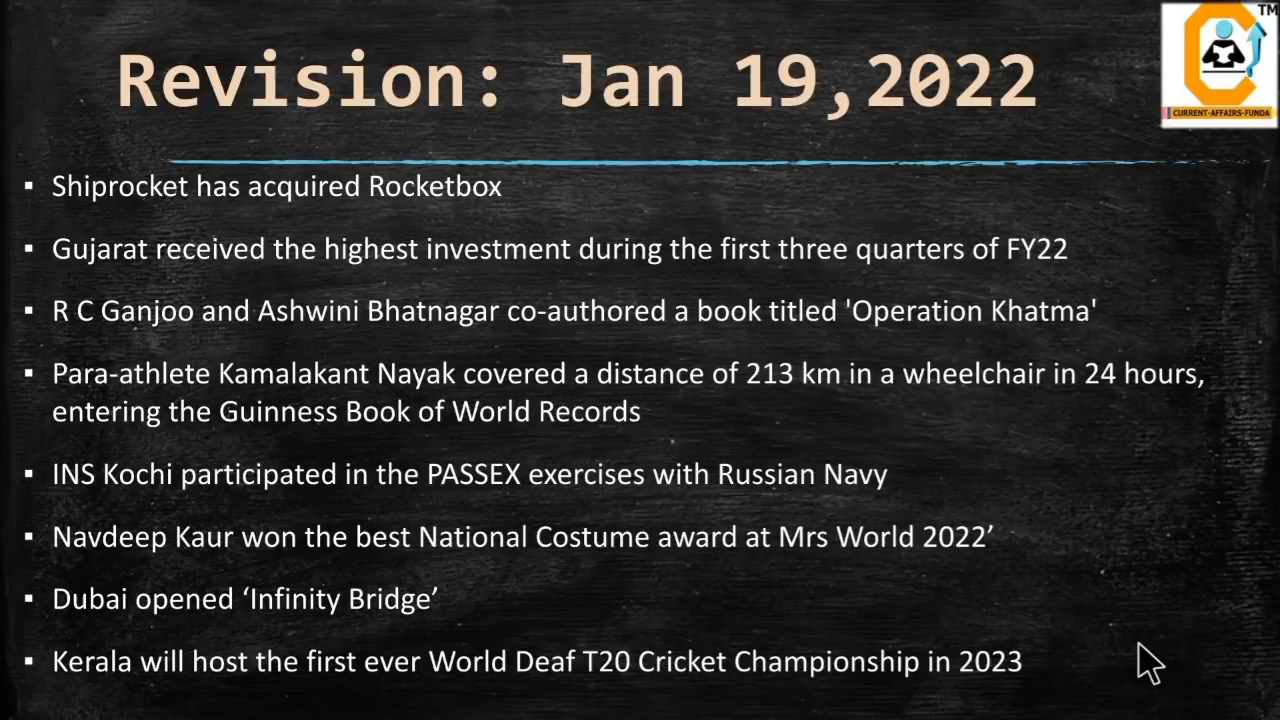 Revision: Jan 19,2022
TM
CURRENT-AFFAIRS-FUNDA
▪ Shiprocket has acquired Rocketbox
▪ Gujarat received the highest investment during the first three quarters of FY22
▪ R C Ganjoo and Ashwini Bhatnagar co-authored a book titled 'Operation Khatma'
▪ Para-athlete Kamalakant Nayak covered a distance of 213 km in a wheelchair in 24 hours,
entering the Guinness Book of World Records
▪ INS Kochi participated in the PASSEX exercises with Russian Navy
▪ Navdeep Kaur won the best National Costume award at Mrs World 2022’
▪ Dubai opened ‘Infinity Bridge’
▪ Kerala will host the first ever World Deaf T20 Cricket Championship in 2023